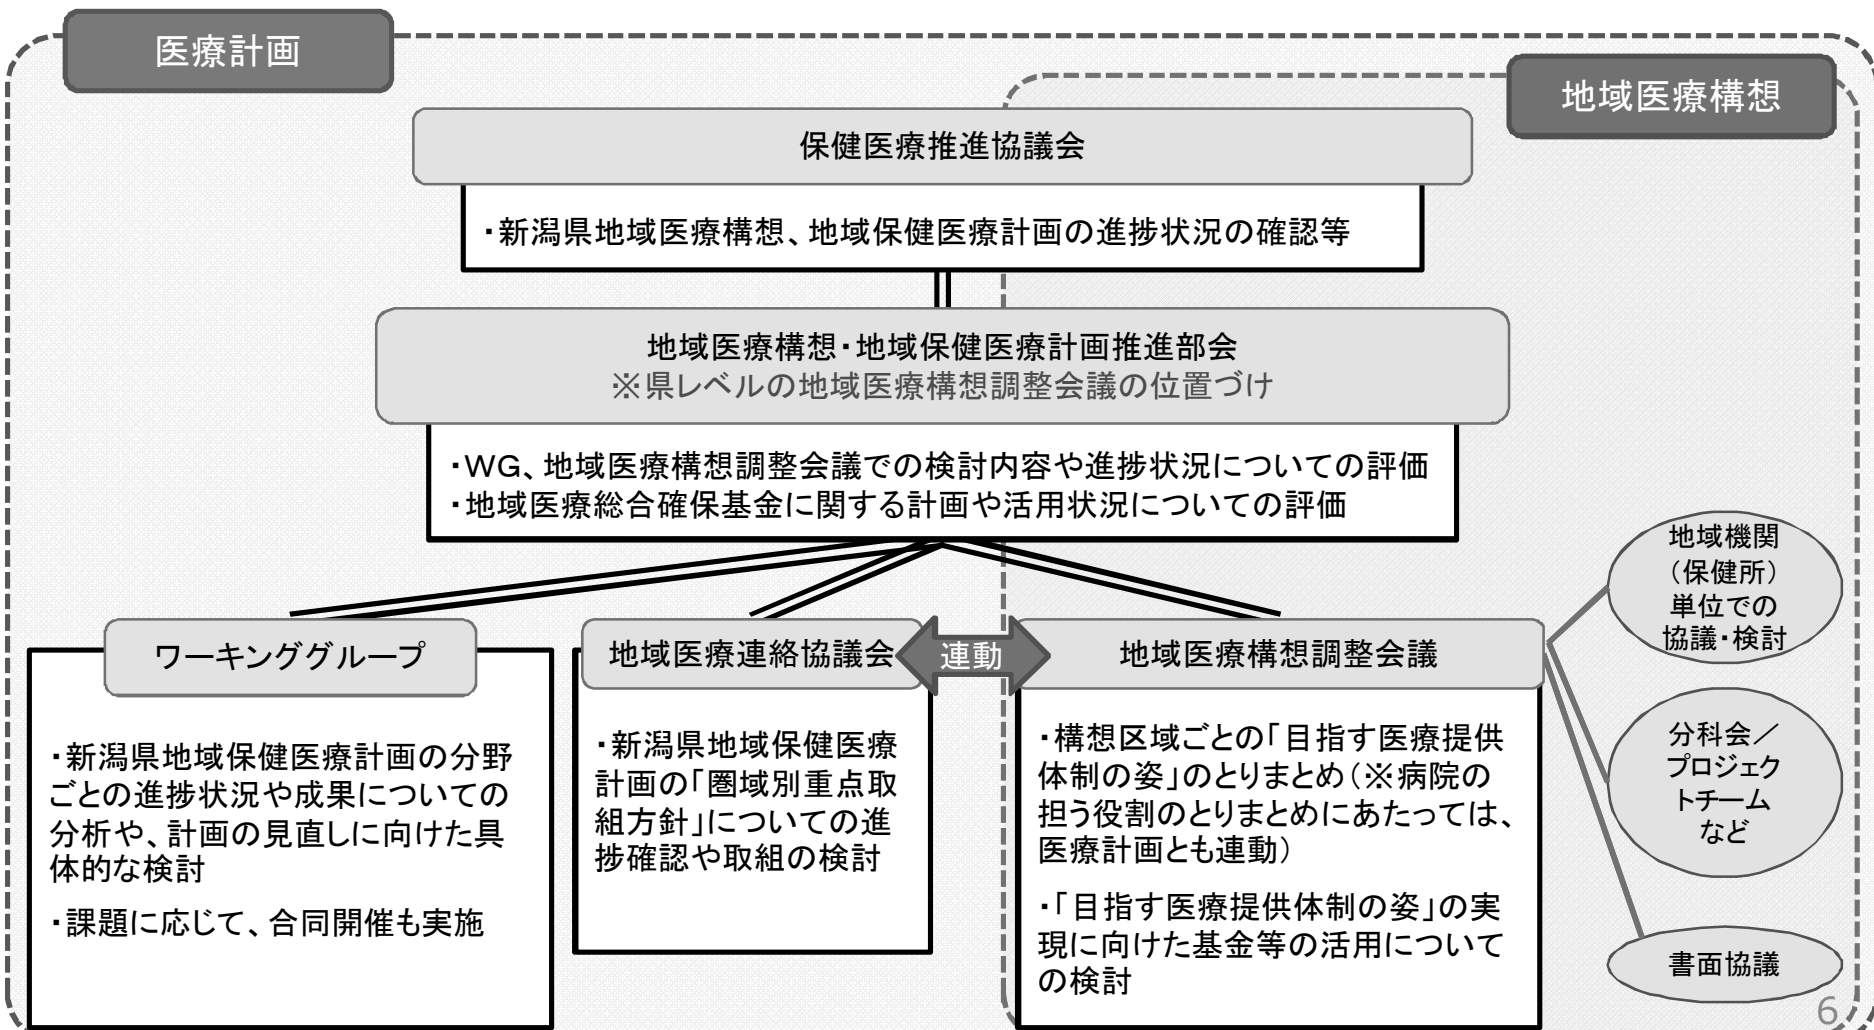 医療計画
地域医療構想
保健医療推進協議会
・新潟県地域医療構想、地域保健医療計画の進捗状況の確認等
地域医療構想・地域保健医療計画推進部会
※県レベルの地域医療構想調整会議の位置づけ
・WG、地域医療構想調整会議での検討内容や進捗状況についての評価
・地域医療総合確保基金に関する計画や活用状況についての評価
ワーキンググループ
・新潟県地域保健医療計画の分野
ごとの進捗状況や成果についての
分析や、計画の見直しに向けた具
体的な検討
・課題に応じて、合同開催も実施
地域医療連絡協議会
・新潟県地域保健医療
計画の「圏域別重点取
組方針」についての進
捗確認や取組の検討
連動
地域医療構想調整会議
・構想区域ごとの「目指す医療提供
体制の姿」のとりまとめ（※病院の
担う役割のとりまとめにあたっては、
医療計画とも連動）
・「目指す医療提供体制の姿」の実
現に向けた基金等の活用について
の検討
地域機関
（保健所）
単位での
協議・検討
分科会／
プロジェク
トチーム
など
書面協議
6